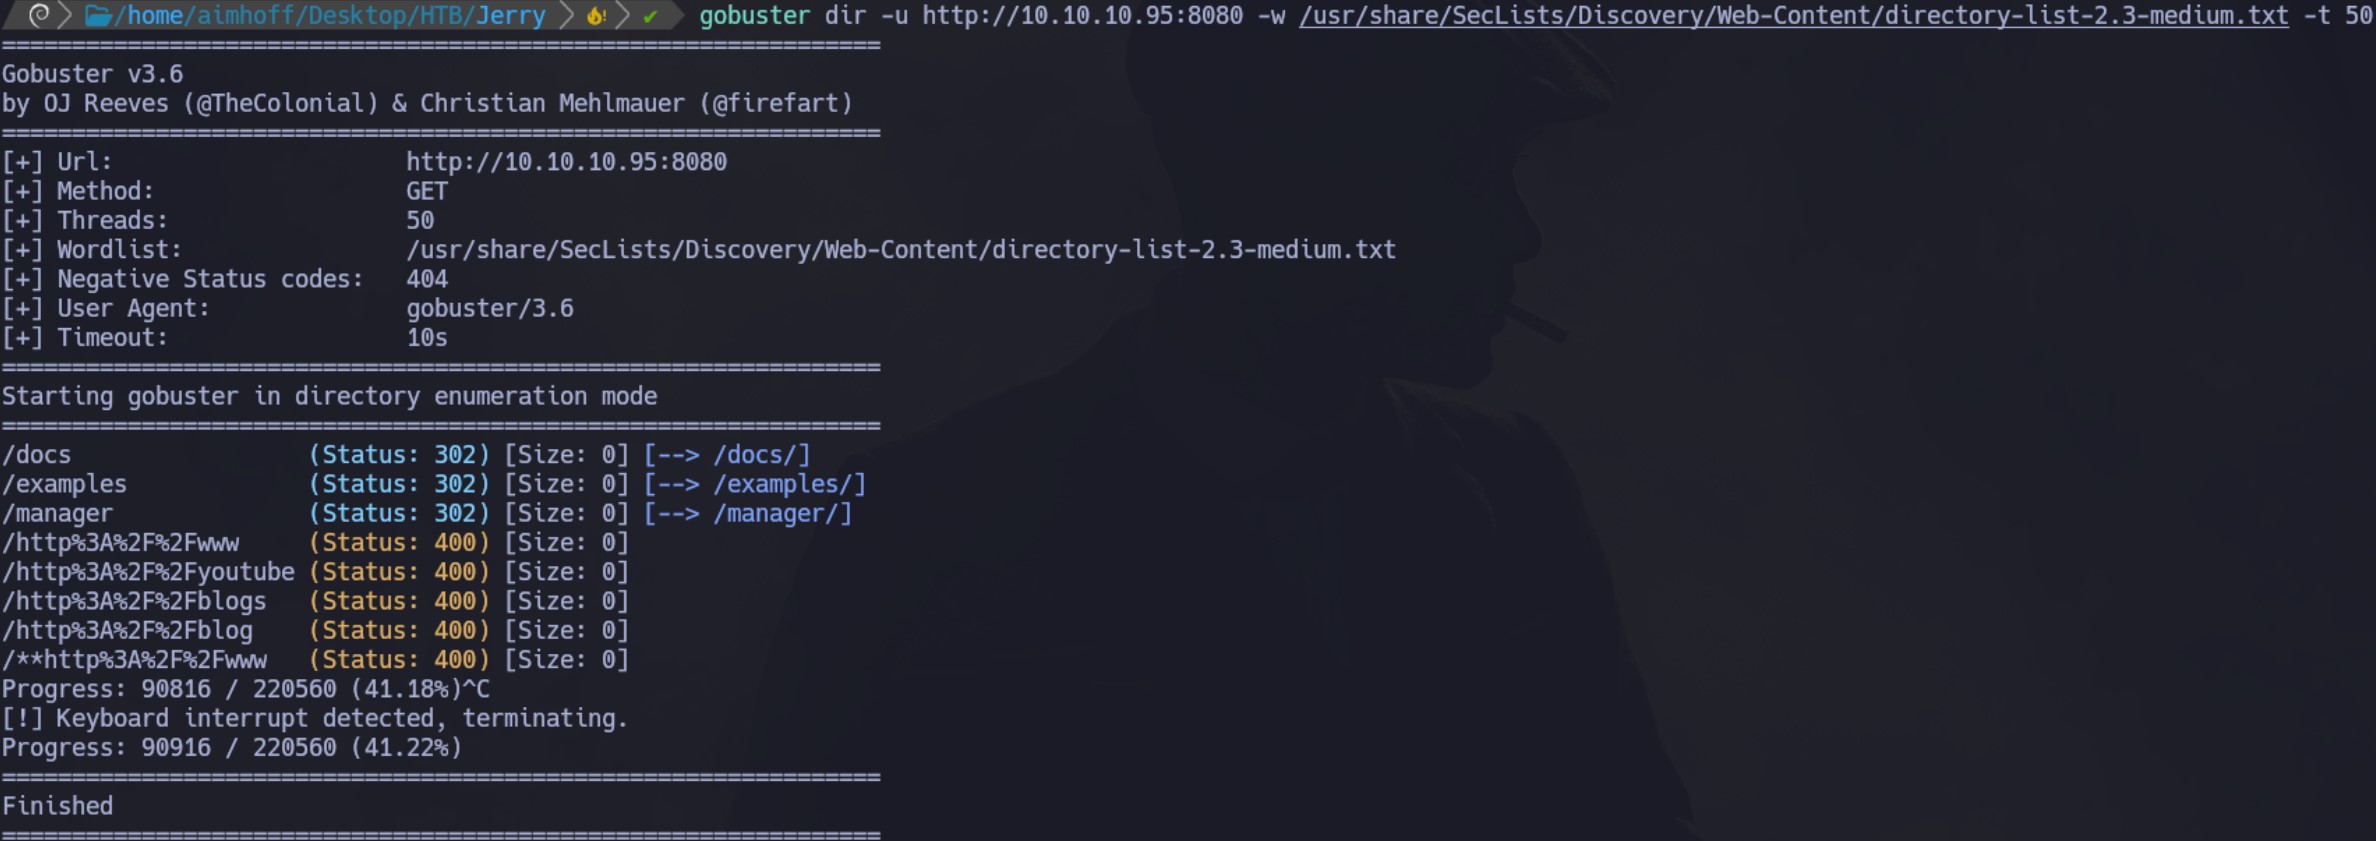 /home/aimhoff/Desktop/HTB/Jerry gobuster dir -u http://10.10.10.95:8080 -w /usr/share/SecLists/Discovery/Web-Content/directory-list-2.3-medium.txt -t 50
===============================================================
Gobuster v3.6
by OJ Reeves (@TheColonial) & Christian Mehlmauer (@firefart)
===============================================================
[+] Url:                     http://10.10.10.95:8080
[+] Method:                  GET
[+] Threads:                 50
[+] Wordlist:                /usr/share/SecLists/Discovery/Web-Content/directory-list-2.3-medium.txt
[+] Negative Status codes:   404
[+] User Agent:              gobuster/3.6
[+] Timeout:                 10s
===============================================================
Starting gobuster in directory enumeration mode
===============================================================
/docs                 (Status: 302) [Size: 0] [--> /docs/]
/examples             (Status: 302) [Size: 0] [--> /examples/]
/manager              (Status: 302) [Size: 0] [--> /manager/]
/http%3A%2F%2Fwww     (Status: 400) [Size: 0]
/http%3A%2F%2Fyoutube (Status: 400) [Size: 0]
/http%3A%2F%2Fblogs   (Status: 400) [Size: 0]
/http%3A%2F%2Fblog    (Status: 400) [Size: 0]
/**http%3A%2F%2Fwww   (Status: 400) [Size: 0]
Progress: 90816 / 220560 (41.18%)^C
[!] Keyboard interrupt detected, terminating.
Progress: 90916 / 220560 (41.22%)
===============================================================
Finished
===============================================================